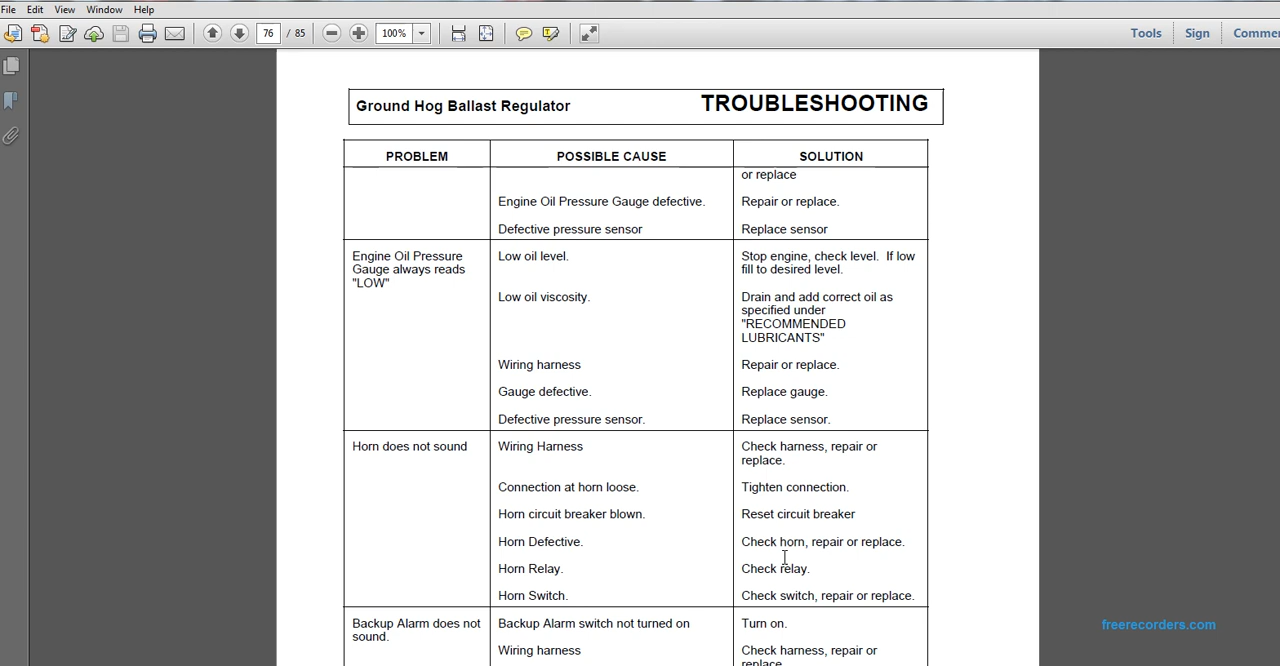 File Edit View Window Help
76 / 85 100% Tools Sign Commen
Ground Hog Ballast Regulator TROUBLESHOOTING
PROBLEM POSSIBLE CAUSE SOLUTION
or replace
Engine Oil Pressure Gauge defective. Repair or replace.
Defective pressure sensor Replace sensor
Engine Oil Pressure Low oil level. Stop engine, check level. If low
Gauge always reads fill to desired level.
"LOW"
Low oil viscosity. Drain and add correct oil as
specified under
"RECOMMENDED
LUBRICANTS"
Wiring harness Repair or replace.
Gauge defective. Replace gauge.
Defective pressure sensor. Replace sensor.
Horn does not sound Wiring Harness Check harness, repair or
replace.
Connection at horn loose. Tighten connection.
Horn circuit breaker blown. Reset circuit breaker
Horn Defective. Check horn, repair or replace.
Horn Relay. Check relay.
Horn Switch. Check switch, repair or replace.
Backup Alarm does not Backup Alarm switch not turned on Turn on.
sound.
Wiring harness Check harness, repair or
replace
freerecorders.com